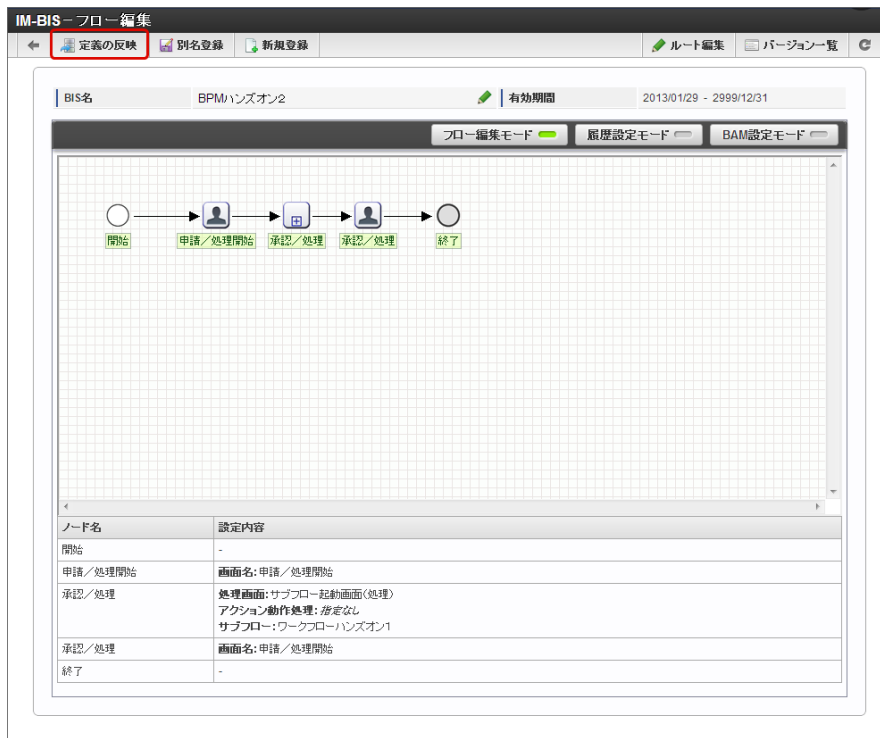 IM-BIS－フロー編集
定義の反映 別名登録 新規登録 ルート編集 バージョン一覧
BIS名 BPMハンズオン2 有効期間 2013/01/29 - 2999/12/31
フロー編集モード 履歴設定モード BAM設定モード
開始 申請／処理開始 承認／処理 承認／処理 終了
ノード名 設定内容
開始 -
申請／処理開始 画面名:申請／処理開始
承認／処理 処理画面:サブフロー起動画面(処理)
アクション動作処理:指定なし
サブフロー:ワークフローハンズオン1
承認／処理 画面名:申請／処理開始
終了 -